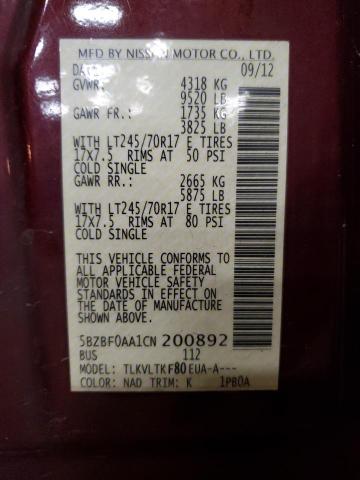 MFD BY NISSAN MOTOR CO., LTD.
DATE: 09/12
GVWR: 4318 KG
9520 LB
GAWR FR.: 1735 KG
3825 LB
WITH LT245/70R17 E TIRES
17X7.5 RIMS AT 50 PSI
COLD SINGLE
GAWR RR.: 2665 KG
5875 LB
WITH LT245/70R17 E TIRES
17X7.5 RIMS AT 80 PSI
COLD SINGLE
THIS VEHICLE CONFORMS TO
ALL APPLICABLE FEDERAL
MOTOR VEHICLE SAFETY
STANDARDS IN EFFECT ON
THE DATE OF MANUFACTURE
SHOWN ABOVE.
5BZBF0AA1CN200892
BUS 112
MODEL: TLKVLTKF80EUA-A---
COLOR: NAD TRIM: K 1PB0A